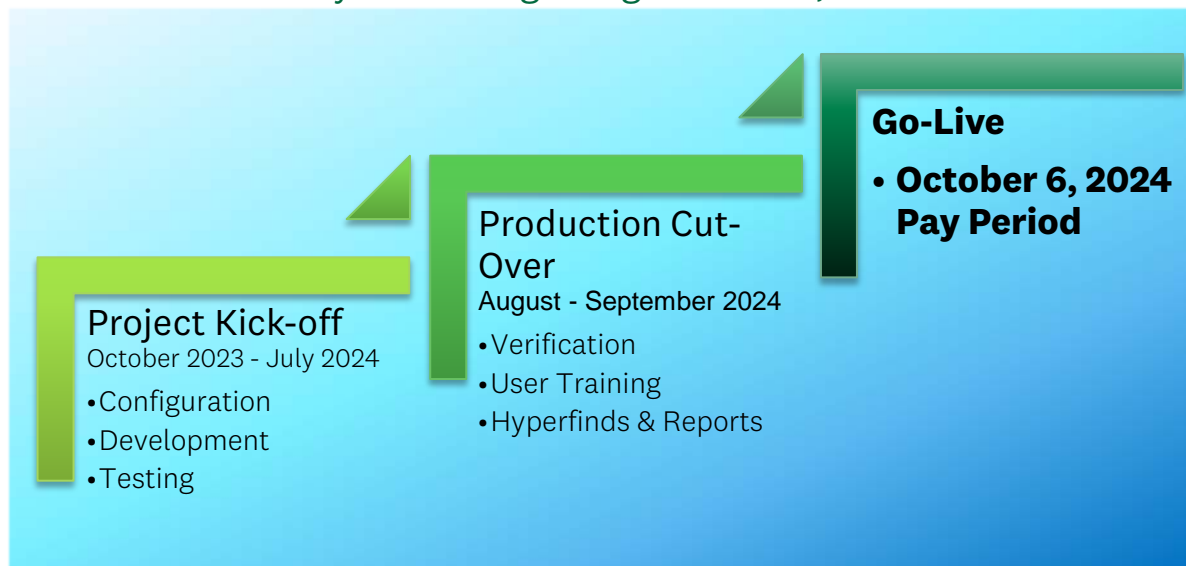 Project Kick-off
October 2023 - July 2024
•Configuration
•Development
•Testing
Production Cut-
Over
August - September 2024
•Verification
•User Training
•Hyperfinds & Reports
Go-Live
• October 6, 2024
Pay Period